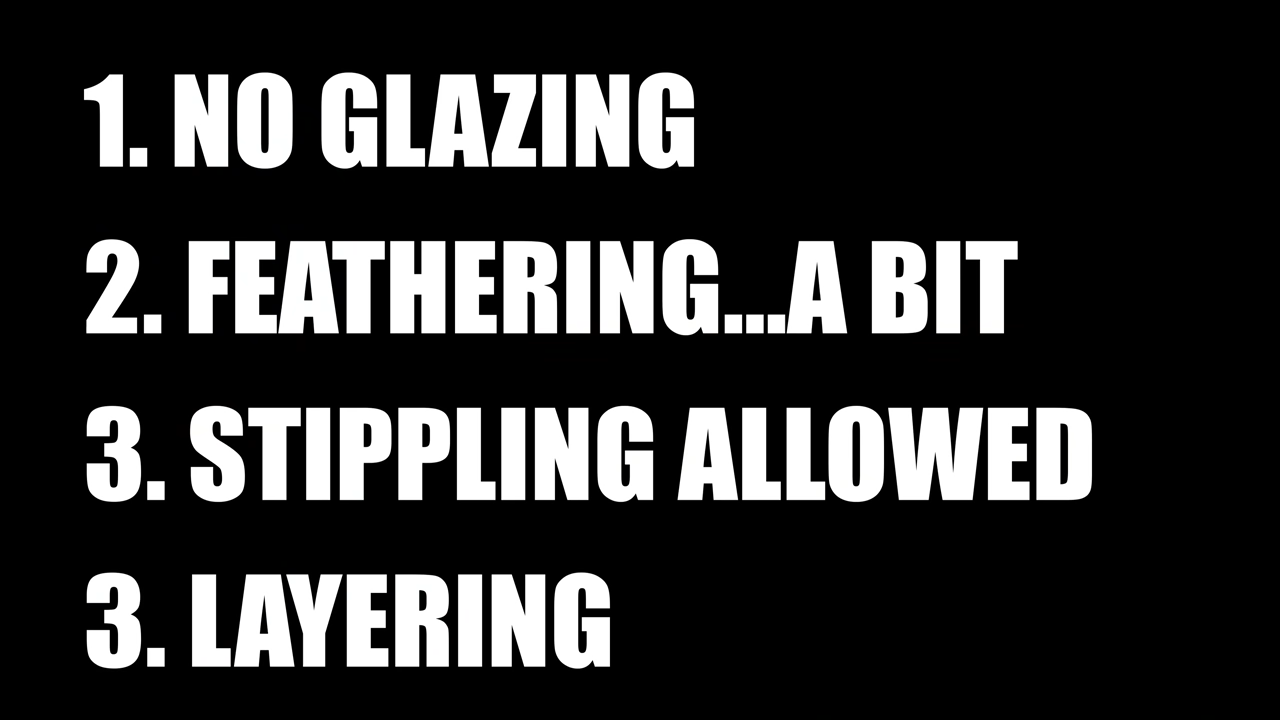 1. NO GLAZING
2. FEATHERING...A BIT
3. STIPPLING ALLOWED
3. LAYERING